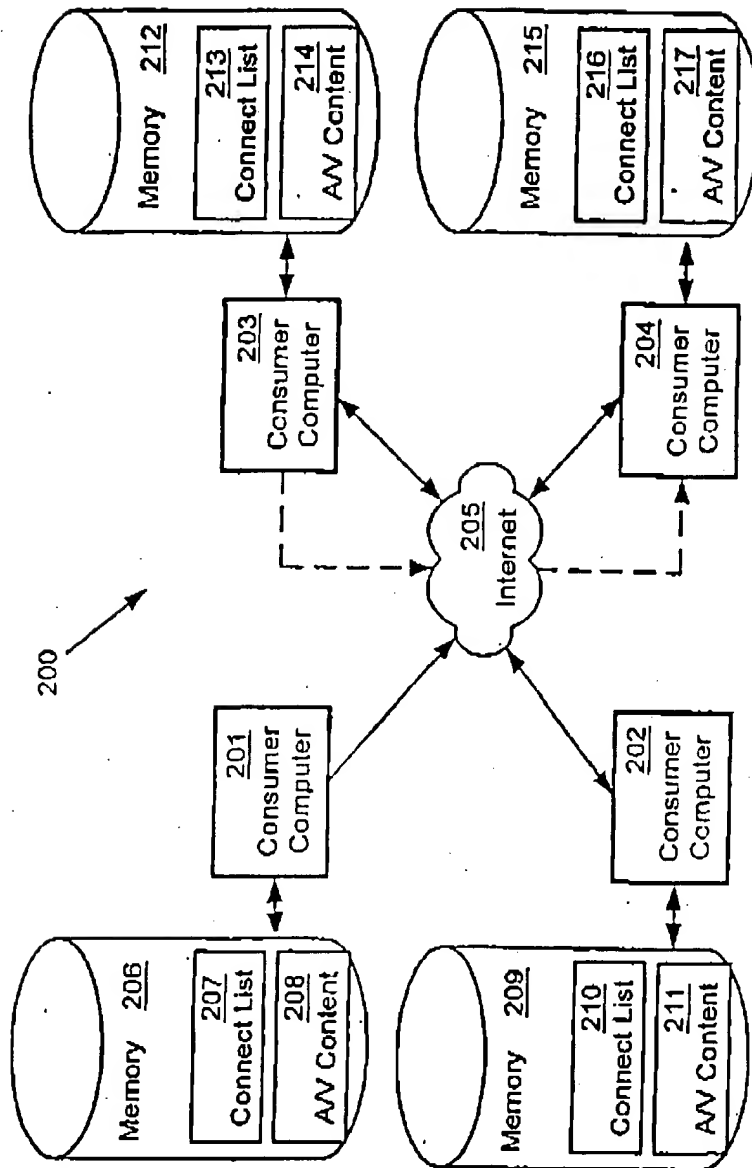 200
Memory 206
207
Connect List
208
A/V Content
201
Consumer
Computer
203
Consumer
Computer
Memory 212
213
Connect List
214
A/V Content
205
Internet
Memory 209
210
Connect List
211
A/V Content
202
Consumer
Computer
204
Consumer
Computer
Memory 215
216
Connect List
217
A/V Content